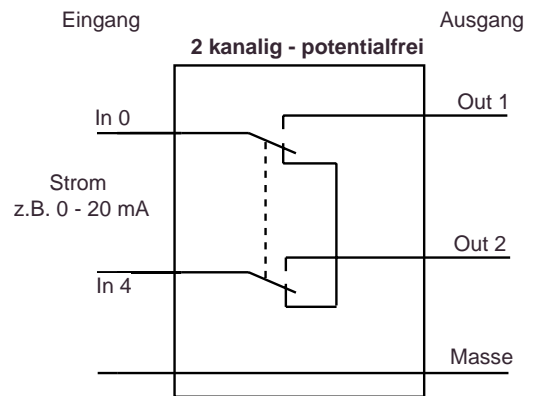 Eingang
Ausgang
2 kanalig - potentialfrei
In 0
Out 1
Strom
z.B. 0 - 20 mA
Out 2
In 4
Masse